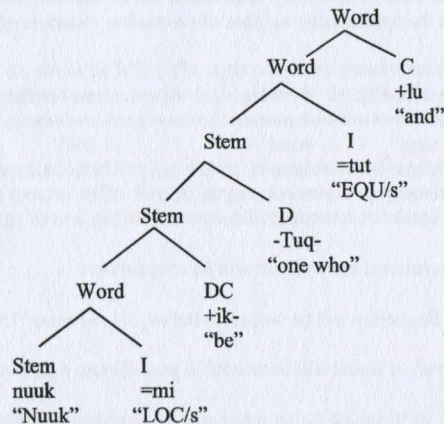 Word
Word C
+lu
"and"
Stem I
=tut
"EQU/s"
Stem D
-Tuq-
"one who"
Word DC
+ik-
"be"
Stem I
nuuk =mi
"Nuuk" "LOC/s"